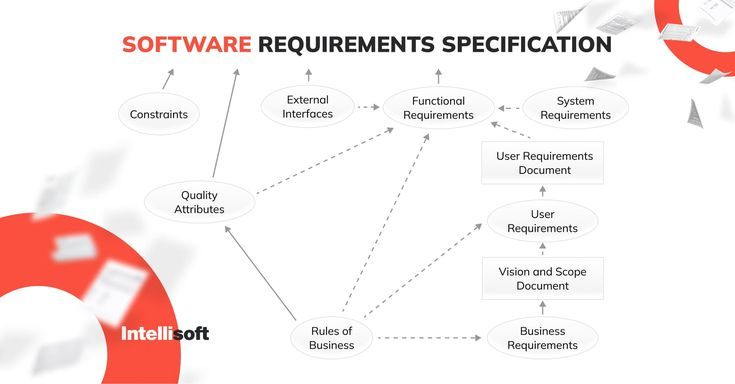 SOFTWARE REQUIREMENTS SPECIFICATION
Constraints
External
Interfaces
Functional
Requirements
System
Requirements
User Requirements
Document
Quality
Attributes
User
Requirements
Vision and Scope
Document
Rules of
Business
Business
Requirements
Intellisoft